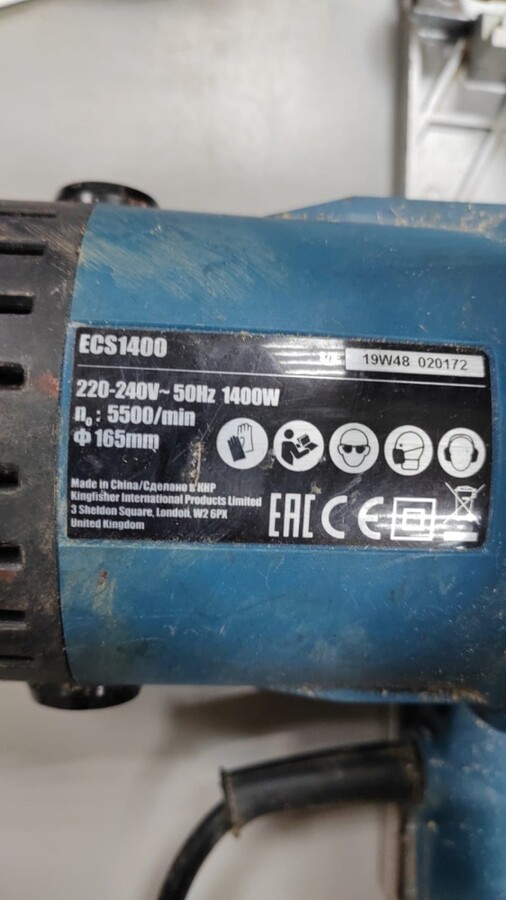 ECS1400
19W48 020172
220-240V~ 50Hz 1400W
n₀ : 5500/min
Ф 165mm
Made in China/Сделано в КНР
Kingfisher International Products Limited
3 Sheldon Square, London, W2 6PX
United Kingdom
EAC CE